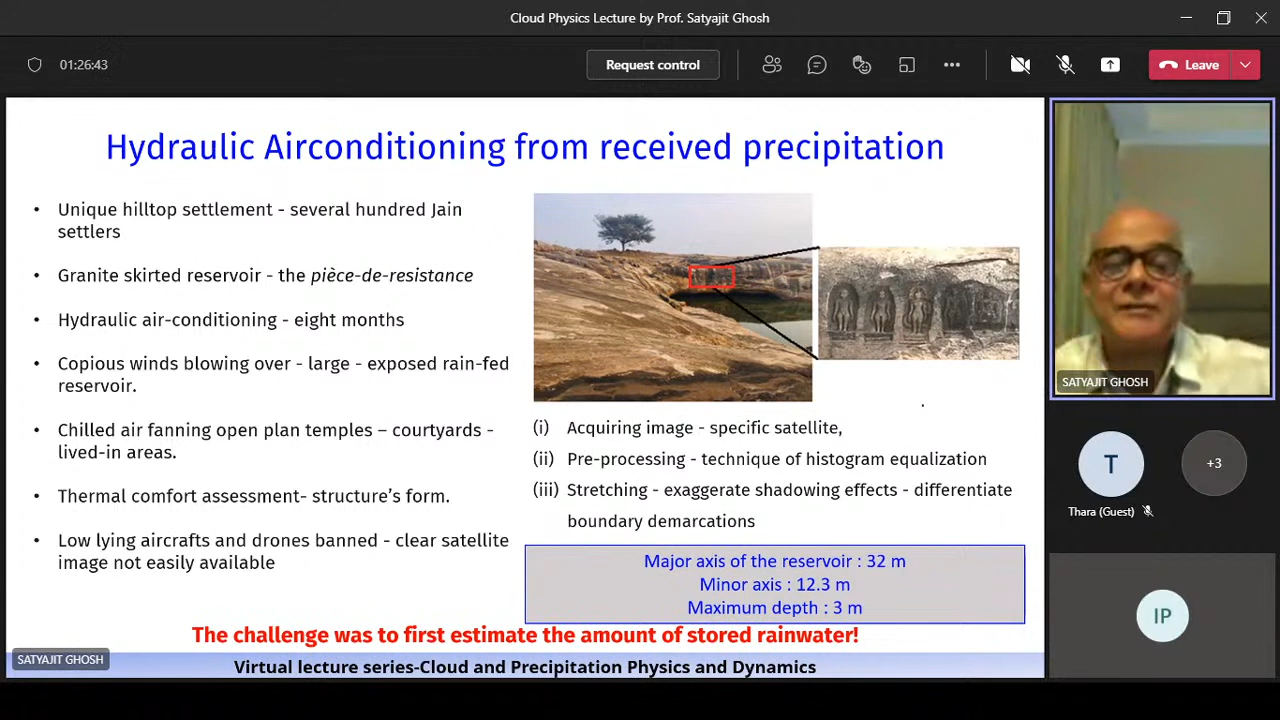 Cloud Physics Lecture by Prof. Satyajit Ghosh
01:26:43
Request control
Leave
Hydraulic Airconditioning from received precipitation
• Unique hilltop settlement - several hundred Jain
settlers
• Granite skirted reservoir - the pièce-de-resistance
• Hydraulic air-conditioning - eight months
• Copious winds blowing over - large - exposed rain-fed
reservoir.
• Chilled air fanning open plan temples – courtyards -
lived-in areas.
• Thermal comfort assessment- structure's form.
• Low lying aircrafts and drones banned - clear satellite
image not easily available
(i) Acquiring image - specific satellite,
(ii) Pre-processing - technique of histogram equalization
(iii) Stretching - exaggerate shadowing effects - differentiate
boundary demarcations
Major axis of the reservoir : 32 m
Minor axis : 12.3 m
Maximum depth : 3 m
The challenge was to first estimate the amount of stored rainwater!
SATYAJIT GHOSH
Virtual lecture series-Cloud and Precipitation Physics and Dynamics
SATYAJIT GHOSH
T
+3
Thara (Guest)
IP